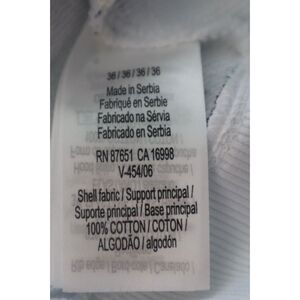 36 / 36 / 36 / 36
Made in Serbia
Fabriqué en Serbie
Fabricado na Sérvia
Fabricado en Serbia
RN 87651 CA 16998
V-454/06
Shell fabric / Support principal /
Suporte principal / Base principal
100% COTTON / COTON /
ALGODÃO / algodón